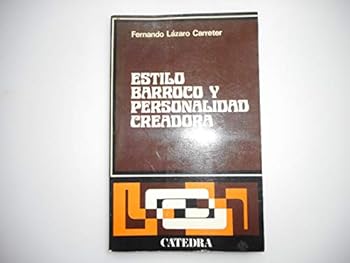 Fernando Lázaro Carreter
ESTILO
BARROCO Y
PERSONALIDAD
CREADORA
CATEDRA